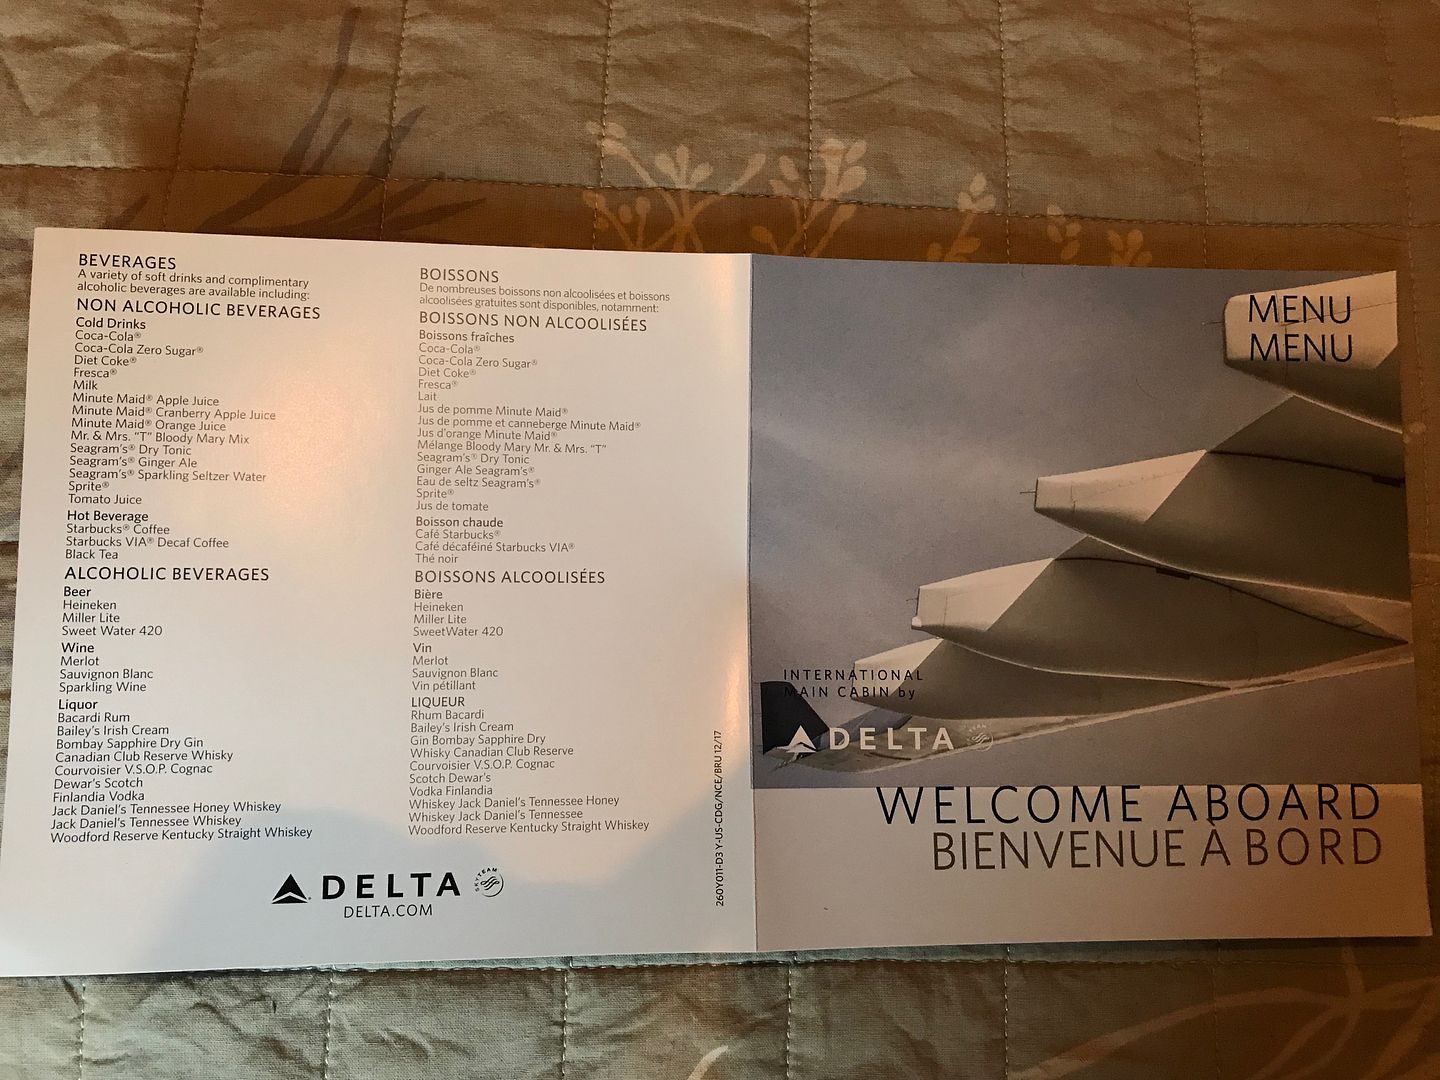 BEVERAGES
A variety of soft drinks and complimentary
alcoholic beverages are available including:
NON ALCOHOLIC BEVERAGES
Cold Drinks
Coca-Cola®
Coca-Cola Zero Sugar®
Diet Coke®
Fresca®
Milk
Minute Maid® Apple Juice
Minute Maid® Cranberry Apple Juice
Minute Maid® Orange Juice
Mr. & Mrs. “T” Bloody Mary Mix
Seagram's® Dry Tonic
Seagram's® Ginger Ale
Seagram's® Sparkling Seltzer Water
Sprite®
Tomato Juice
Hot Beverage
Starbucks® Coffee
Starbucks VIA® Decaf Coffee
Black Tea
ALCOHOLIC BEVERAGES
Beer
Heineken
Miller Lite
Sweet Water 420
Wine
Merlot
Sauvignon Blanc
Sparkling Wine
Liquor
Bacardi Rum
Bailey's Irish Cream
Bombay Sapphire Dry Gin
Canadian Club Reserve Whisky
Courvoisier V.S.O.P. Cognac
Dewar's Scotch
Finlandia Vodka
Jack Daniel's Tennessee Honey Whiskey
Jack Daniel's Tennessee Whiskey
Woodford Reserve Kentucky Straight Whiskey
BOISSONS
De nombreuses boissons non alcoolisées et boissons
alcoolisées gratuites sont disponibles, notamment:
BOISSONS NON ALCOOLISÉES
Boissons fraîches
Coca-Cola®
Coca-Cola Zero Sugar®
Diet Coke®
Fresca®
Lait
Jus de pomme Minute Maid®
Jus de pomme et canneberge Minute Maid®
Jus d'orange Minute Maid®
Mélange Bloody Mary Mr. & Mrs. “T”
Seagram's® Dry Tonic
Ginger Ale Seagram's®
Eau de seltz Seagram's®
Sprite®
Jus de tomate
Boisson chaude
Café Starbucks®
Café décaféiné Starbucks VIA®
Thé noir
BOISSONS ALCOOLISÉES
Bière
Heineken
Miller Lite
SweetWater 420
Vin
Merlot
Sauvignon Blanc
Vin pétillant
LIQUEUR
Rhum Bacardi
Bailey's Irish Cream
Gin Bombay Sapphire Dry
Whisky Canadian Club Reserve
Courvoisier V.S.O.P. Cognac
Scotch Dewar's
Vodka Finlandia
Whiskey Jack Daniel's Tennessee Honey
Whiskey Jack Daniel's Tennessee
Woodford Reserve Kentucky Straight Whiskey
DELTA SKYTEAM
DELTA.COM
260Y011-D3 Y-US-CDG/NCE/BRU 12/17
MENU
MENU
INTERNATIONAL
MAIN CABIN by
DELTA
WELCOME ABOARD
BIENVENUE À BORD